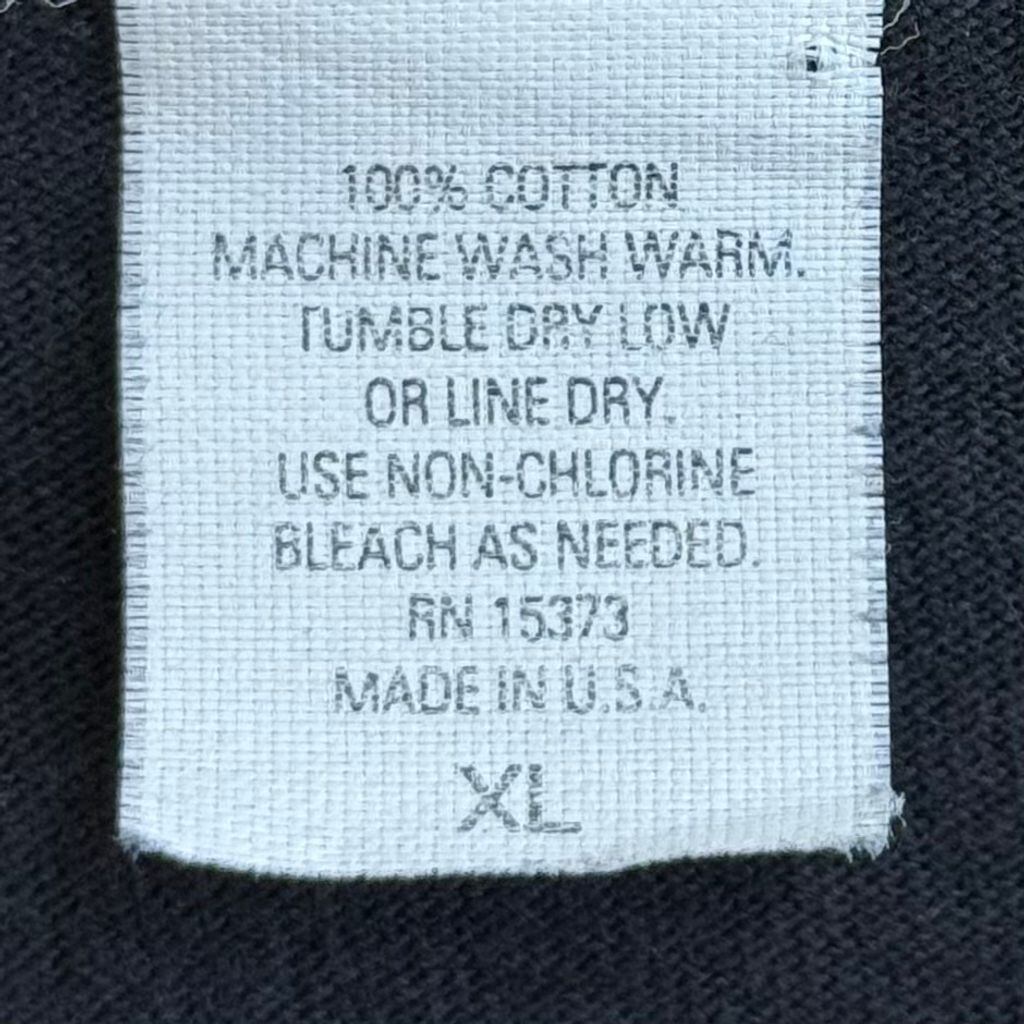 100% COTTON
MACHINE WASH WARM.
TUMBLE DRY LOW
OR LINE DRY.
USE NON-CHLORINE
BLEACH AS NEEDED.
RN 15373
MADE IN U.S.A.
XL